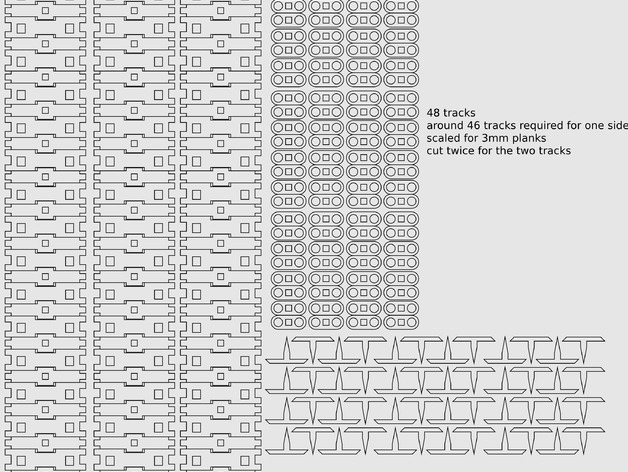 48 tracks
around 46 tracks required for one side
scaled for 3mm planks
cut twice for the two tracks